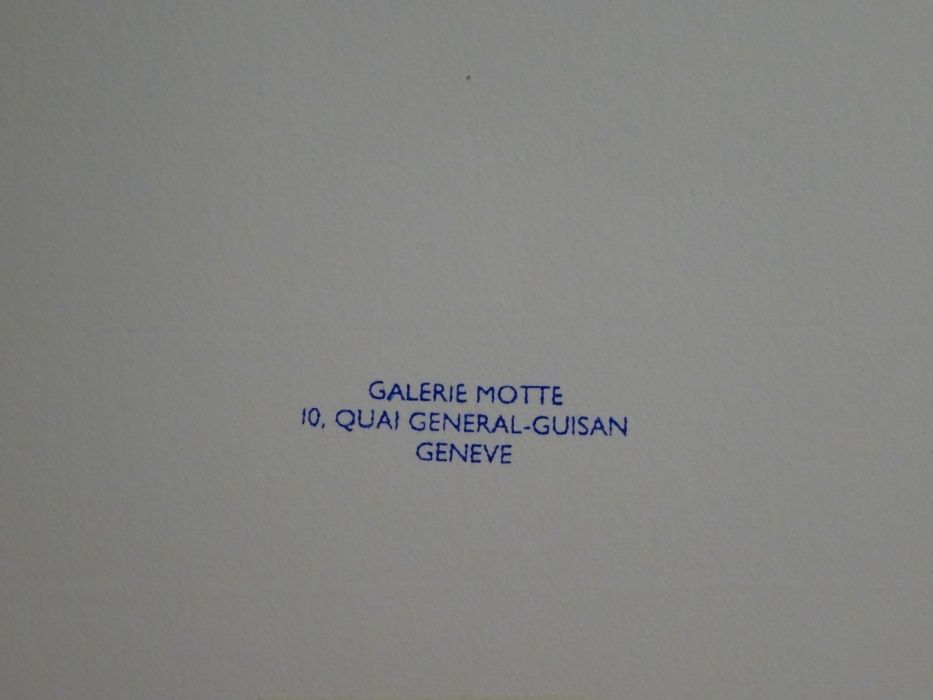 GALERIE MOTTE
10, QUAI GENERAL-GUISAN
GENEVE